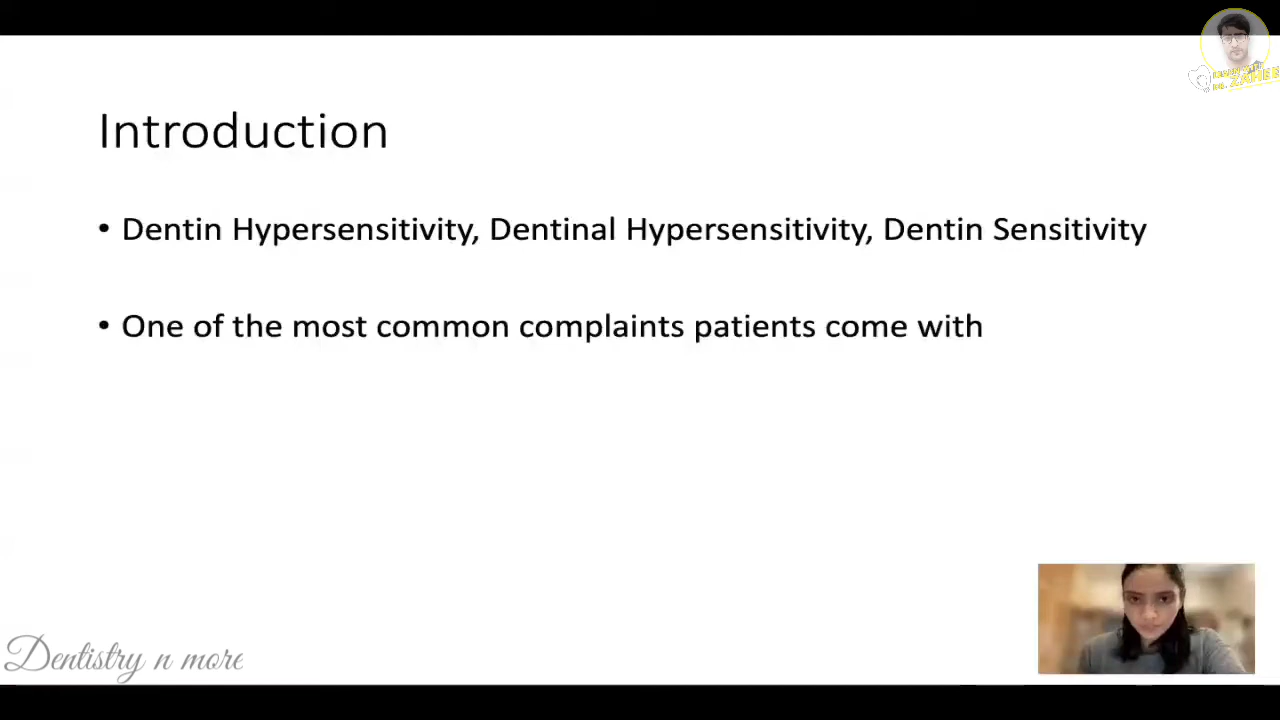 Introduction
• Dentin Hypersensitivity, Dentinal Hypersensitivity, Dentin Sensitivity
• One of the most common complaints patients come with
Dentistry n more